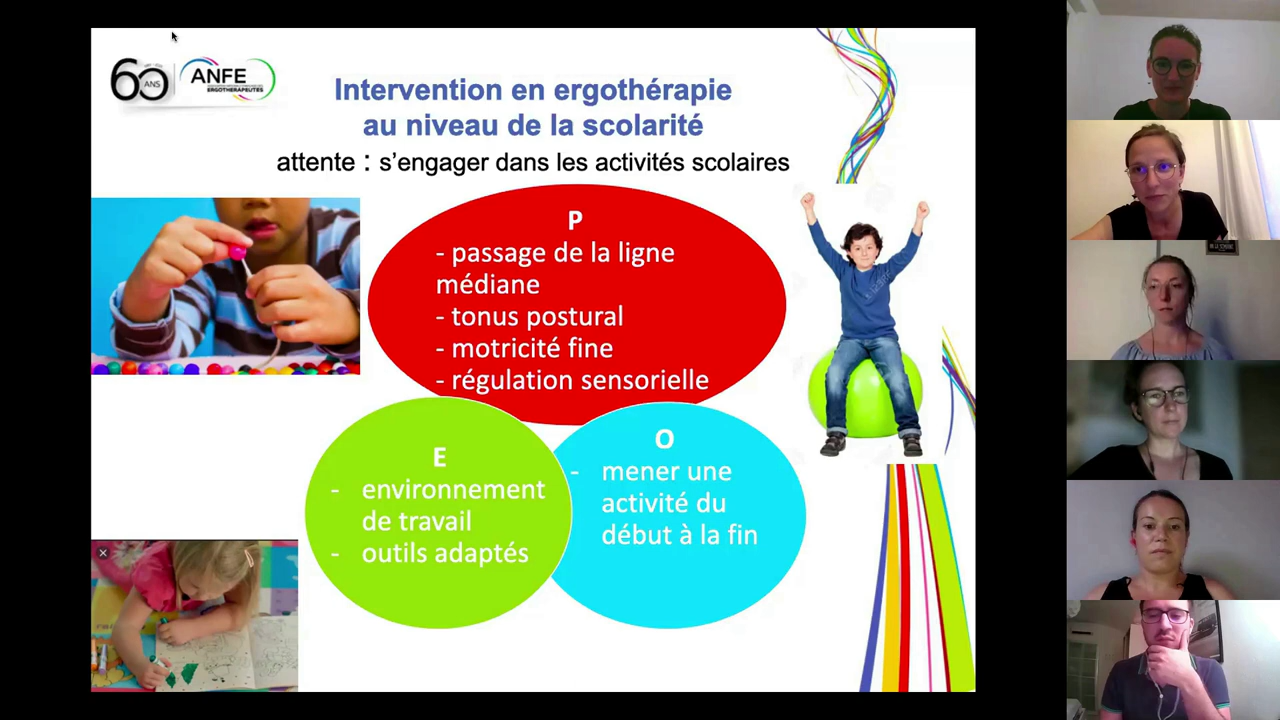 60 ANS
ANFE
ERGOTHÉRAPEUTES
Intervention en ergothérapie
au niveau de la scolarité
attente : s’engager dans les activités scolaires
P
- passage de la ligne
médiane
- tonus postural
- motricité fine
- régulation sensorielle
E
- environnement
de travail
- outils adaptés
O
- mener une
activité du
début à la fin